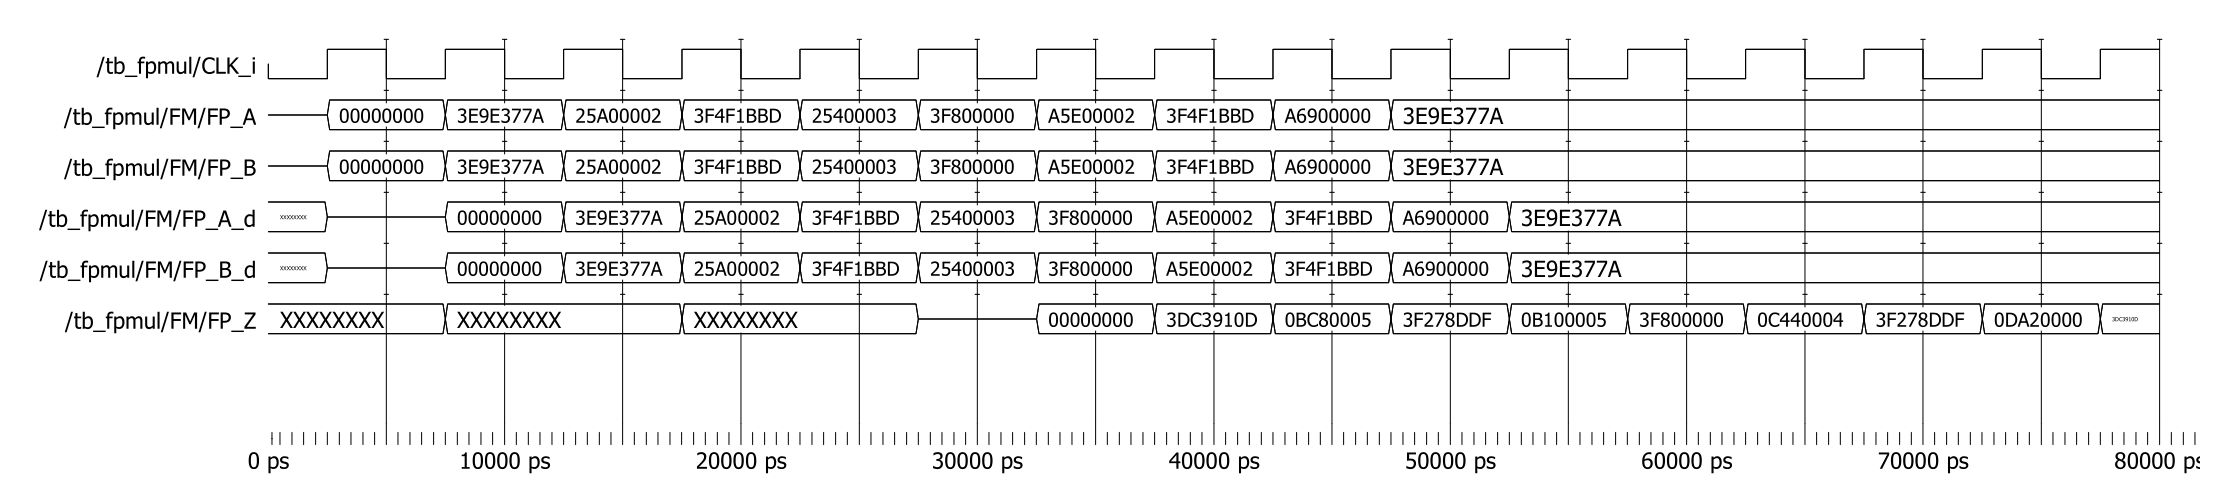 /tb_fpmul/CLK_i
/tb_fpmul/FM/FP_A 00000000 3E9E377A 25A00002 3F4F1BBD 25400003 3F800000 A5E00002 3F4F1BBD A6900000 3E9E377A
/tb_fpmul/FM/FP_B 00000000 3E9E377A 25A00002 3F4F1BBD 25400003 3F800000 A5E00002 3F4F1BBD A6900000 3E9E377A
/tb_fpmul/FM/FP_A_d XXXXXXXX 00000000 3E9E377A 25A00002 3F4F1BBD 25400003 3F800000 A5E00002 3F4F1BBD A6900000 3E9E377A
/tb_fpmul/FM/FP_B_d XXXXXXXX 00000000 3E9E377A 25A00002 3F4F1BBD 25400003 3F800000 A5E00002 3F4F1BBD A6900000 3E9E377A
/tb_fpmul/FM/FP_Z XXXXXXXX XXXXXXXX XXXXXXXX 00000000 3DC3910D 0BC80005 3F278DDF 0B100005 3F800000 0C440004 3F278DDF 0DA20000 3DC3910D
0 ps 10000 ps 20000 ps 30000 ps 40000 ps 50000 ps 60000 ps 70000 ps 80000 ps